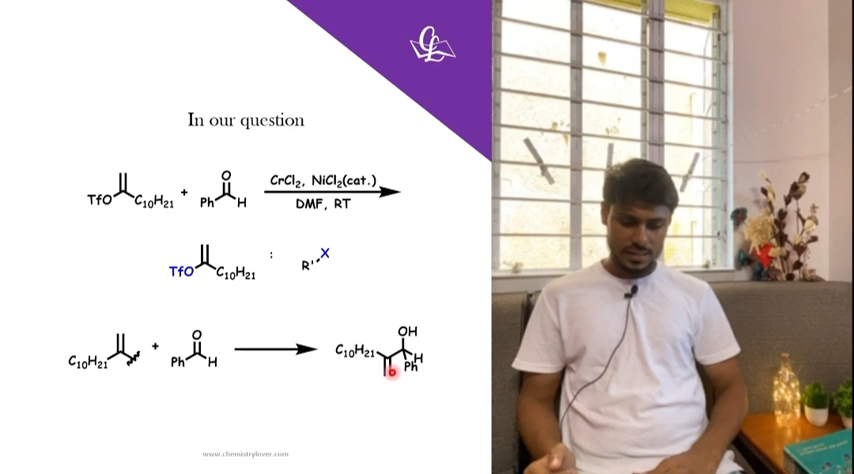 In our question
TfO C₁₀H₂₁ + Ph O H CrCl₂, NiCl₂(cat.)
DMF, RT
TfO C₁₀H₂₁ : R' X
C₁₀H₂₁ + Ph O H C₁₀H₂₁ OH H Ph
www.chemistrylover.com